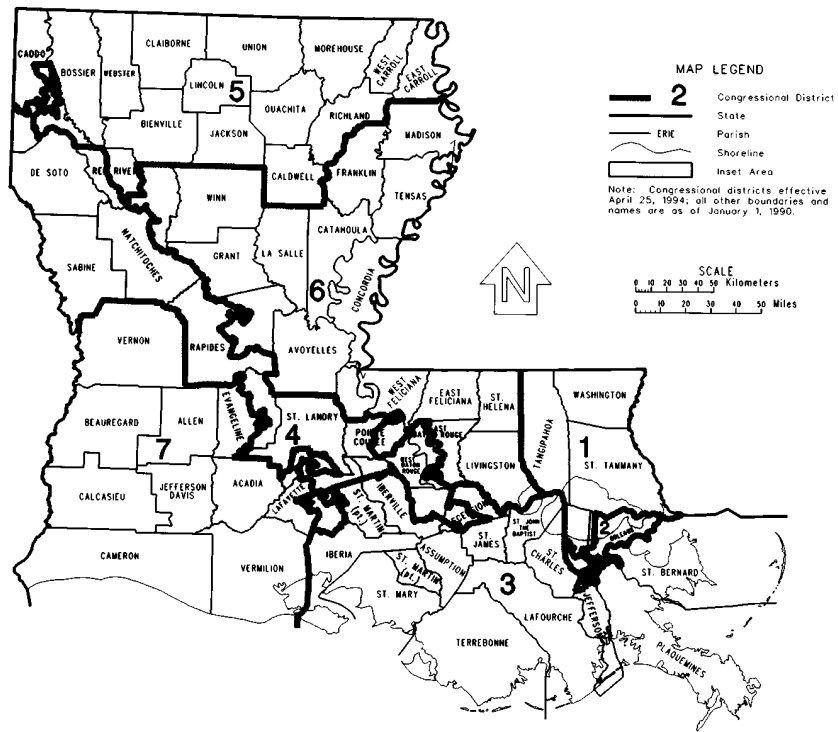 CLAIBORNE
UNION
MOREHOUSE
WEST CARROLL
EAST CARROLL
CADDO
BOSSIER
WEBSTER
LINCOLN
5
OUACHITA
RICHLAND
MADISON
BIENVILLE
JACKSON
DE SOTO
RED RIVER
CALDWELL
FRANKLIN
TENSAS
WINN
NATCHITOCHES
CATAHOULA
SABINE
GRANT
LA SALLE
6
CONCORDIA
VERNON
RAPIDES
AVOYELLES
WEST FELICIANA
EAST FELICIANA
ST. HELENA
TANGIPAHOA
WASHINGTON
BEAUREGARD
ALLEN
EVANGELINE
ST. LANDRY
4
POINTE COUPEE
EAST BATON ROUGE
WEST BATON ROUGE
LIVINGSTON
1
ST. TAMMANY
7
CALCASIEU
JEFFERSON DAVIS
ACADIA
LAFAYETTE
ST. MARTIN (pt.)
IBERVILLE
ASCENSION
ST. JAMES
ST. JOHN THE BAPTIST
2
ORLEANS
CAMERON
VERMILION
IBERIA
ST. MARTIN (pt.)
ASSUMPTION
ST. CHARLES
ST. BERNARD
ST. MARY
3
LAFOURCHE
JEFFERSON
TERREBONNE
PLAQUEMINES
MAP LEGEND
2 Congressional District
State
ERIE Parish
Shoreline
Inset Area
Note: Congressional districts effective
April 25, 1994; all other boundaries and
names are as of January 1, 1990.
N
SCALE
0 10 20 30 40 50 Kilometers
0 10 20 30 40 50 Miles